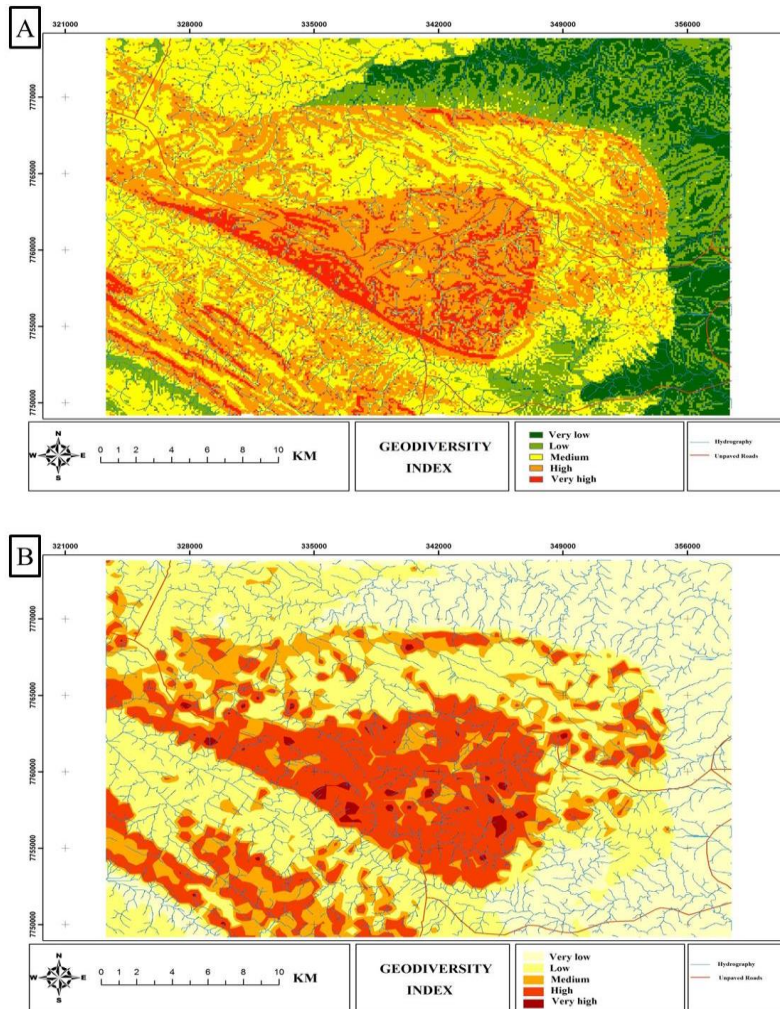 A
321000 328000 335000 342000 349000 356000
7770000
7765000
7760000
7755000
7750000
N
W E
S
0 1 2 4 6 8 10
KM
GEODIVERSITY
INDEX
Very low
Low
Medium
High
Very high
Hydrography
Unpaved Roads
B
321000 328000 335000 342000 349000 356000
7770000
7765000
7760000
7755000
7750000
N
W E
S
0 1 2 4 6 8 10
KM
GEODIVERSITY
INDEX
Very low
Low
Medium
High
Very high
Hydrography
Unpaved Roads